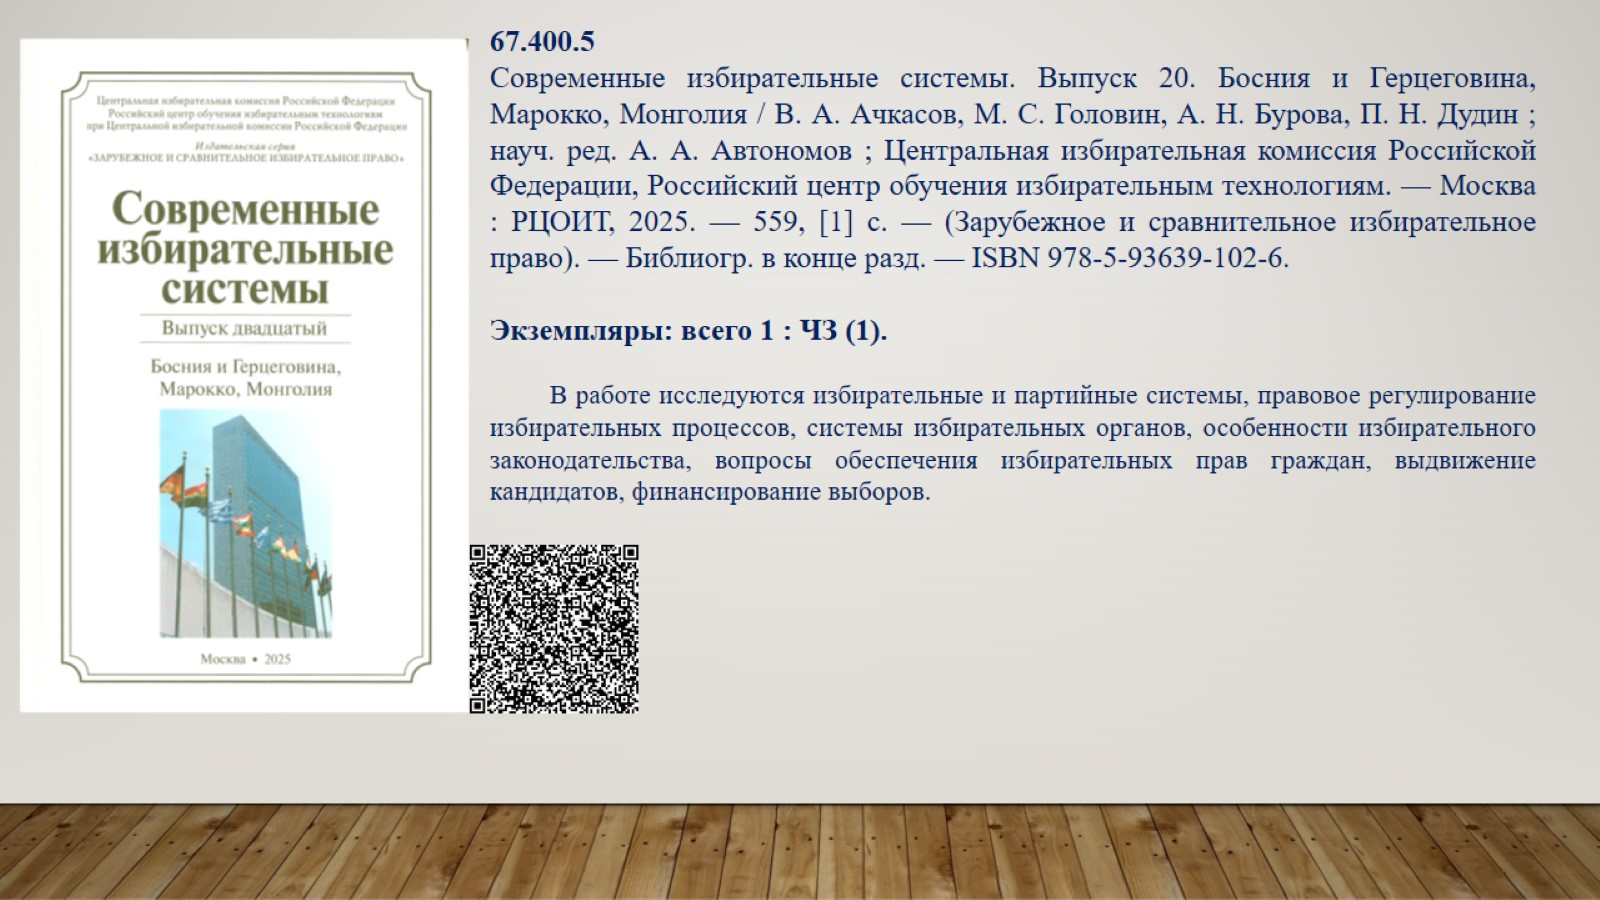 Центральная избирательная комиссия Российской Федерации
Российский центр обучения избирательным технологиям
при Центральной избирательной комиссии Российской Федерации
Издательская серия
«ЗАРУБЕЖНОЕ И СРАВНИТЕЛЬНОЕ ИЗБИРАТЕЛЬНОЕ ПРАВО»
Современные
избирательные
системы
Выпуск двадцатый
Босния и Герцеговина,
Марокко, Монголия
Москва • 2025
67.400.5
Современные избирательные системы. Выпуск 20. Босния и Герцеговина,
Марокко, Монголия / В. А. Ачкасов, М. С. Головин, А. Н. Бурова, П. Н. Дудин ;
науч. ред. А. А. Автономов ; Центральная избирательная комиссия Российской
Федерации, Российский центр обучения избирательным технологиям. — Москва
: РЦОИТ, 2025. — 559, [1] с. — (Зарубежное и сравнительное избирательное
право). — Библиогр. в конце разд. — ISBN 978-5-93639-102-6.
Экземпляры: всего 1 : ЧЗ (1).
В работе исследуются избирательные и партийные системы, правовое регулирование
избирательных процессов, системы избирательных органов, особенности избирательного
законодательства, вопросы обеспечения избирательных прав граждан, выдвижение
кандидатов, финансирование выборов.